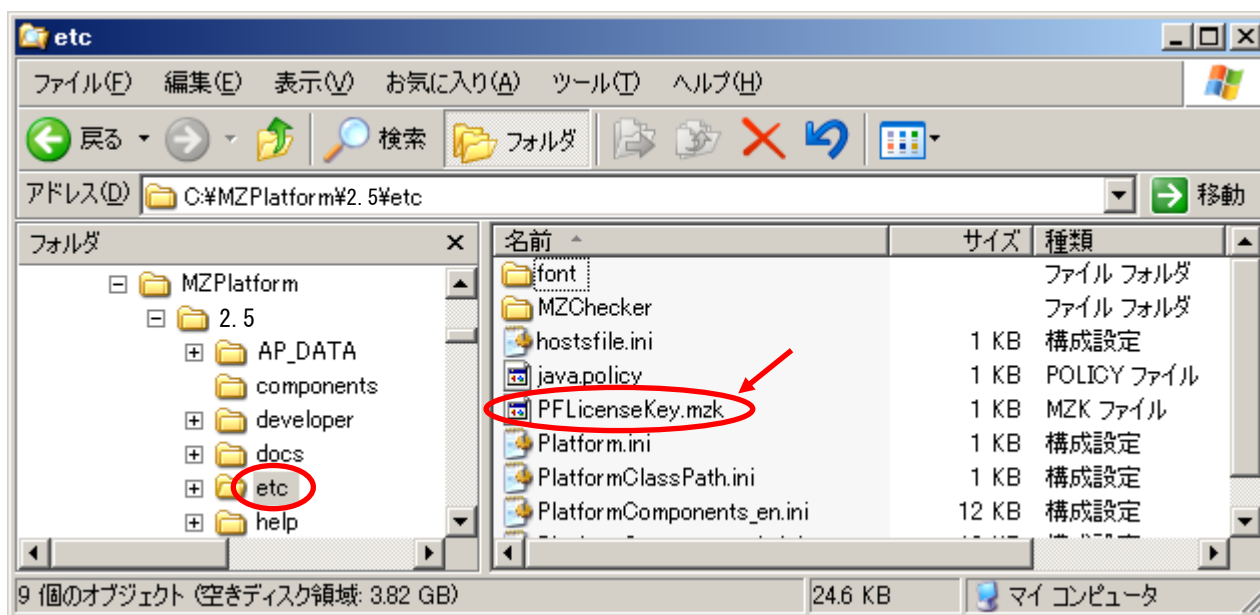 etc
ファイル(F) 編集(E) 表示(V) お気に入り(A) ツール(T) ヘルプ(H)
戻る 検索 フォルダ
アドレス(D) C:¥MZPlatform¥2.5¥etc 移動
フォルダ
MZPlatform
2.5
AP_DATA
components
developer
docs
etc
help
名前 サイズ 種類
font ファイル フォルダ
MZChecker ファイル フォルダ
hostsfile.ini 1 KB 構成設定
java.policy 1 KB POLICY ファイル
PFLicenseKey.mzk 1 KB MZK ファイル
Platform.ini 1 KB 構成設定
PlatformClassPath.ini 1 KB 構成設定
PlatformComponents_en.ini 12 KB 構成設定
9 個のオブジェクト (空きディスク領域: 3.82 GB) 24.6 KB マイ コンピュータ